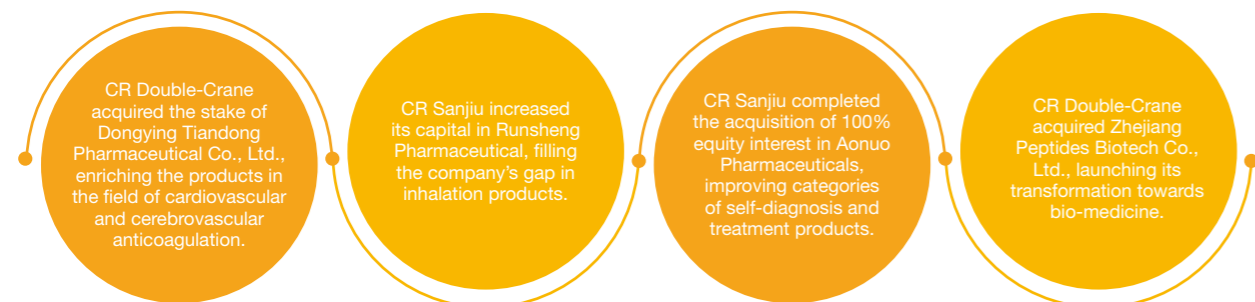 CR Double-Crane
acquired the stake of
Dongying Tiandong
Pharmaceutical Co., Ltd.,
enriching the products in
the field of cardiovascular
and cerebrovascular
anticoagulation.
CR Sanjiu increased
its capital in Runsheng
Pharmaceutical, filling
the company's gap in
inhalation products.
CR Sanjiu completed
the acquisition of 100%
equity interest in Aonuo
Pharmaceuticals,
improving categories
of self-diagnosis and
treatment products.
CR Double-Crane
acquired Zhejiang
Peptides Biotech Co.,
Ltd., launching its
transformation towards
bio-medicine.